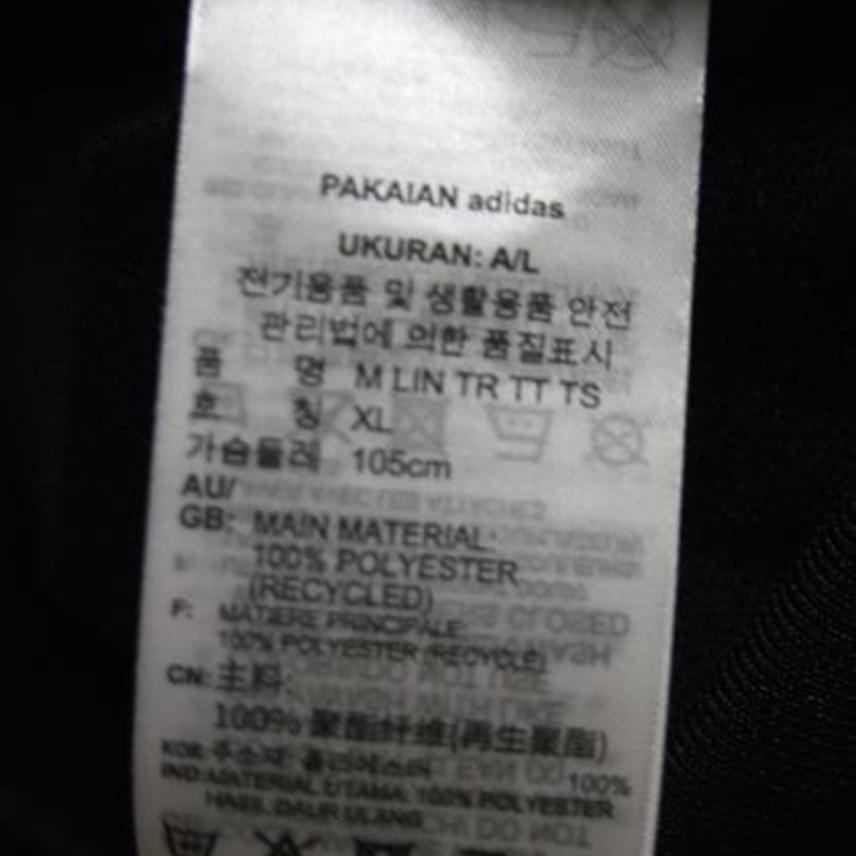 PAKAIAN adidas
UKURAN: A/L
전기용품 및 생활용품 안전
관리법에 의한 품질표시
품 명 M LIN TR TT TS
호 칭 XL
가슴둘레 105cm
AU/
GB: MAIN MATERIAL:
100% POLYESTER
(RECYCLED)
F: MATIERE PRINCIPALE:
100% POLYESTER (RECYCLE)
CN: 主料:
100% 聚酯纤维(再生聚酯)
KOR: 주소재: 폴리에스터 100%
IND: MATERIAL UTAMA: 100% POLYESTER
HASIL DAUR ULANG